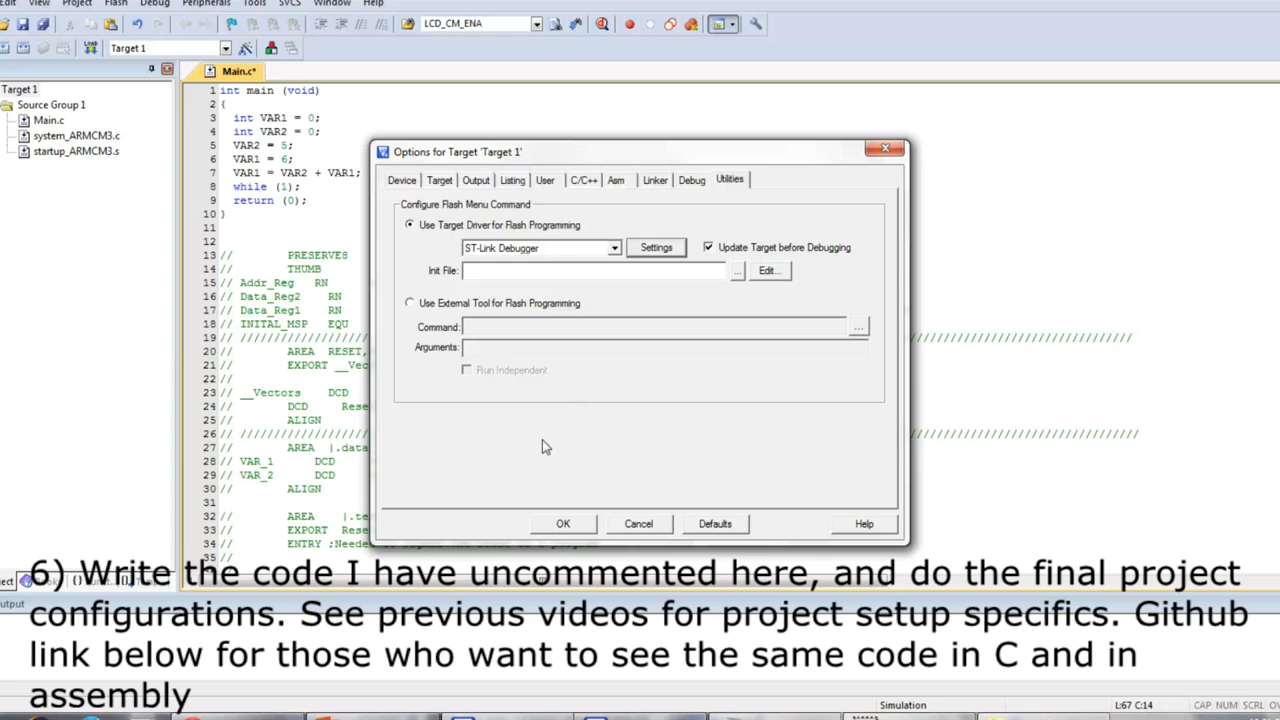 View Project Flash Debug Peripherals Tools SVCS Window Help
LCD_CM_ENA
Target 1
Main.c*
Target 1
Source Group 1
Main.c
system_ARMCM3.c
startup_ARMCM3.s
1 int main (void)
2 {
3 int VAR1 = 0;
4 int VAR2 = 0;
5 VAR2 = 5;
6 VAR1 = 6;
7 VAR1 = VAR2 + VAR1;
8 while (1);
9 return (0);
10 }
11
12
13 // PRESERVE8
14 // THUMB
15 // Addr_Reg RN
16 // Data_Reg2 RN
17 // Data_Reg1 RN
18 // INITAL_MSP EQU
19 ////////////////////
20 // AREA RESET,
21 // EXPORT __Vec
22 //
23 // __Vectors DCD
24 // DCD Rese
25 // ALIGN
26 // ////////////////////
27 // AREA |.data
28 // VAR_1 DCD
29 // VAR_2 DCD
30 // ALIGN
31
32 // AREA |.te
33 // EXPORT Rese
34 // ENTRY
35 //
Options for Target 'Target 1'
Device Target Output Listing User C/C++ Asm Linker Debug Utilities
Configure Flash Menu Command
Use Target Driver for Flash Programming
ST-Link Debugger Settings Update Target before Debugging
Init File: ... Edit...
Use External Tool for Flash Programming
Command: ...
Arguments:
Run Independent
OK Cancel Defaults Help
6) Write the code I have uncommented here, and do the final project
configurations. See previous videos for project setup specifics. Github
link below for those who want to see the same code in C and in
assembly
Simulation L:67 C:14 CAP NUM SCRL